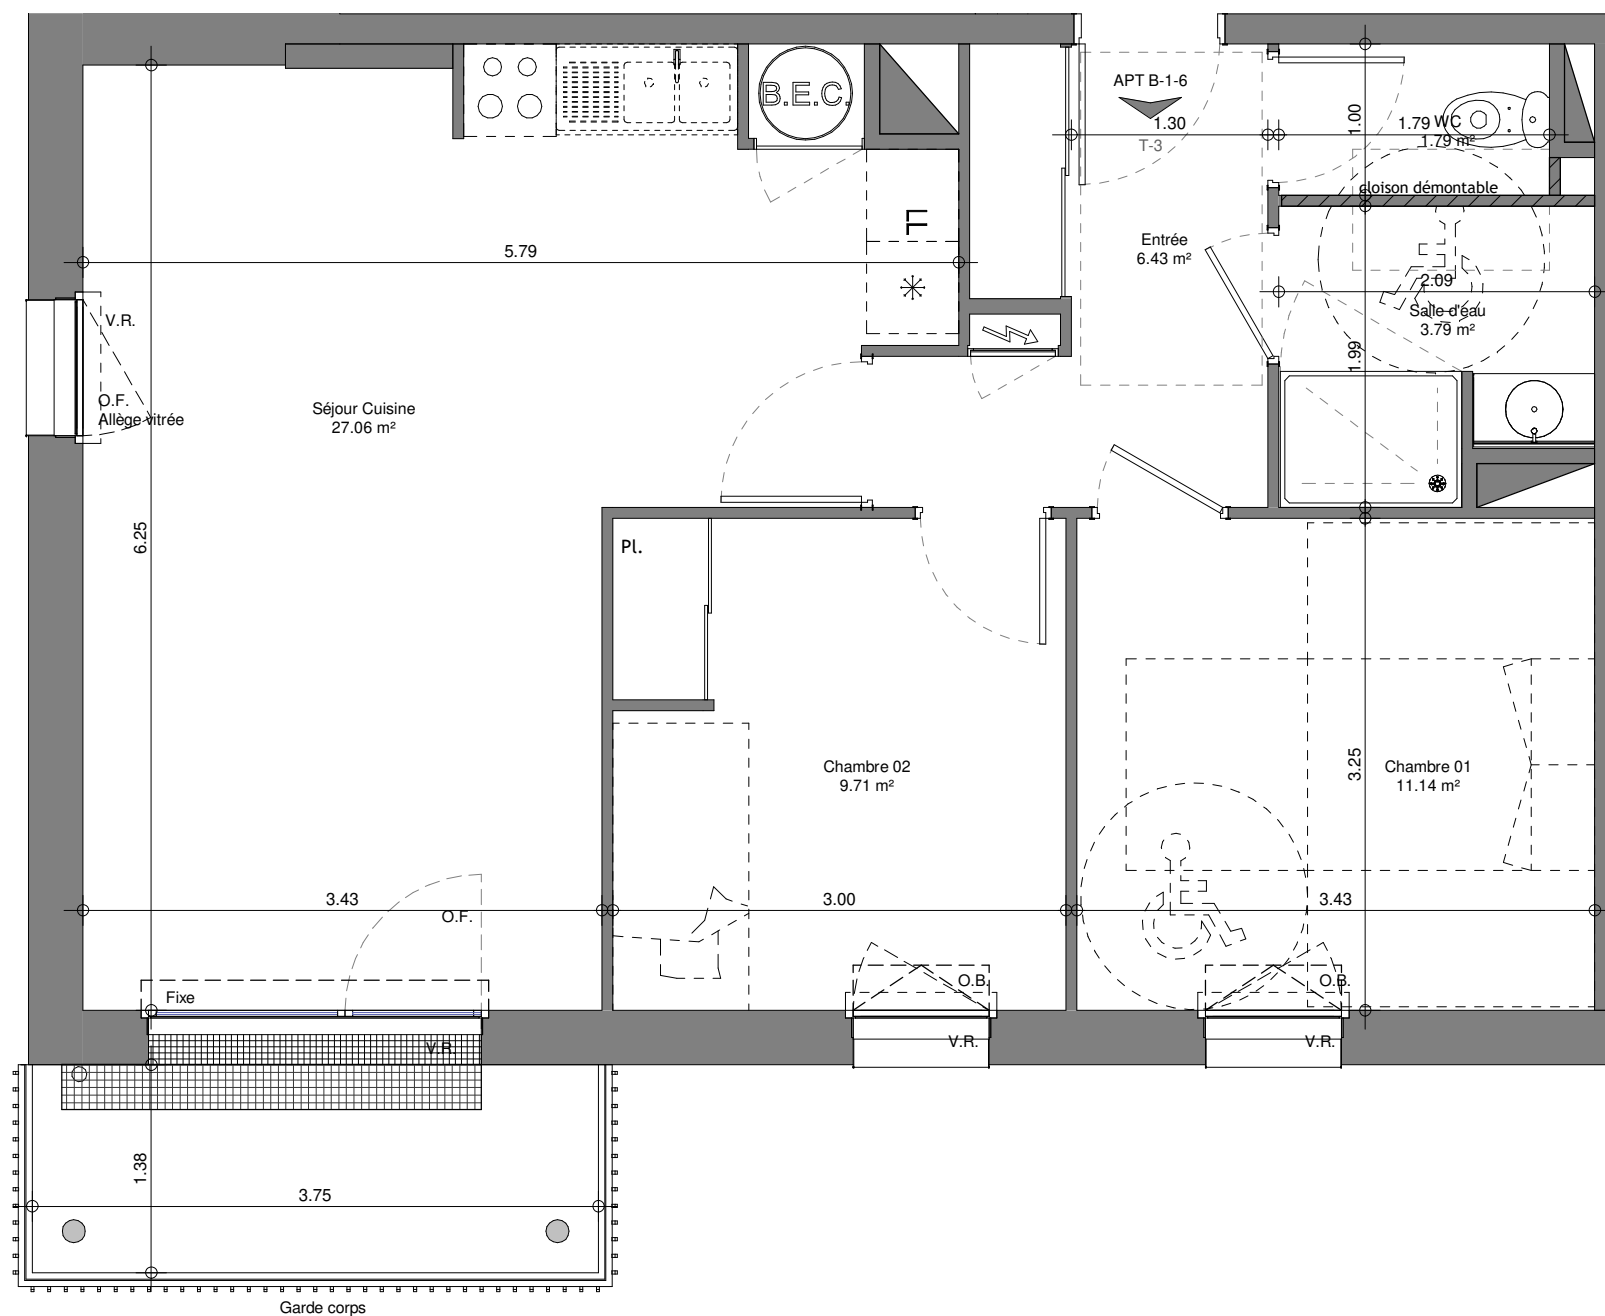 APT B-1-6
1.30
T-3
1.00
1.79
WC
1.79 m²
B.E.C.
cloison démontable
F
Entrée
6.43 m²
5.79
2.09
Salle d'eau
3.79 m²
1.99
V.R.
O.F.
Allège vitrée
Séjour Cuisine
27.06 m²
6.25
Pl.
Chambre 02
9.71 m²
3.25
Chambre 01
11.14 m²
3.43
O.F.
3.00
3.43
Fixe
O.B.
O.B.
V.R.
V.R.
V.R.
1.38
3.75
Garde corps